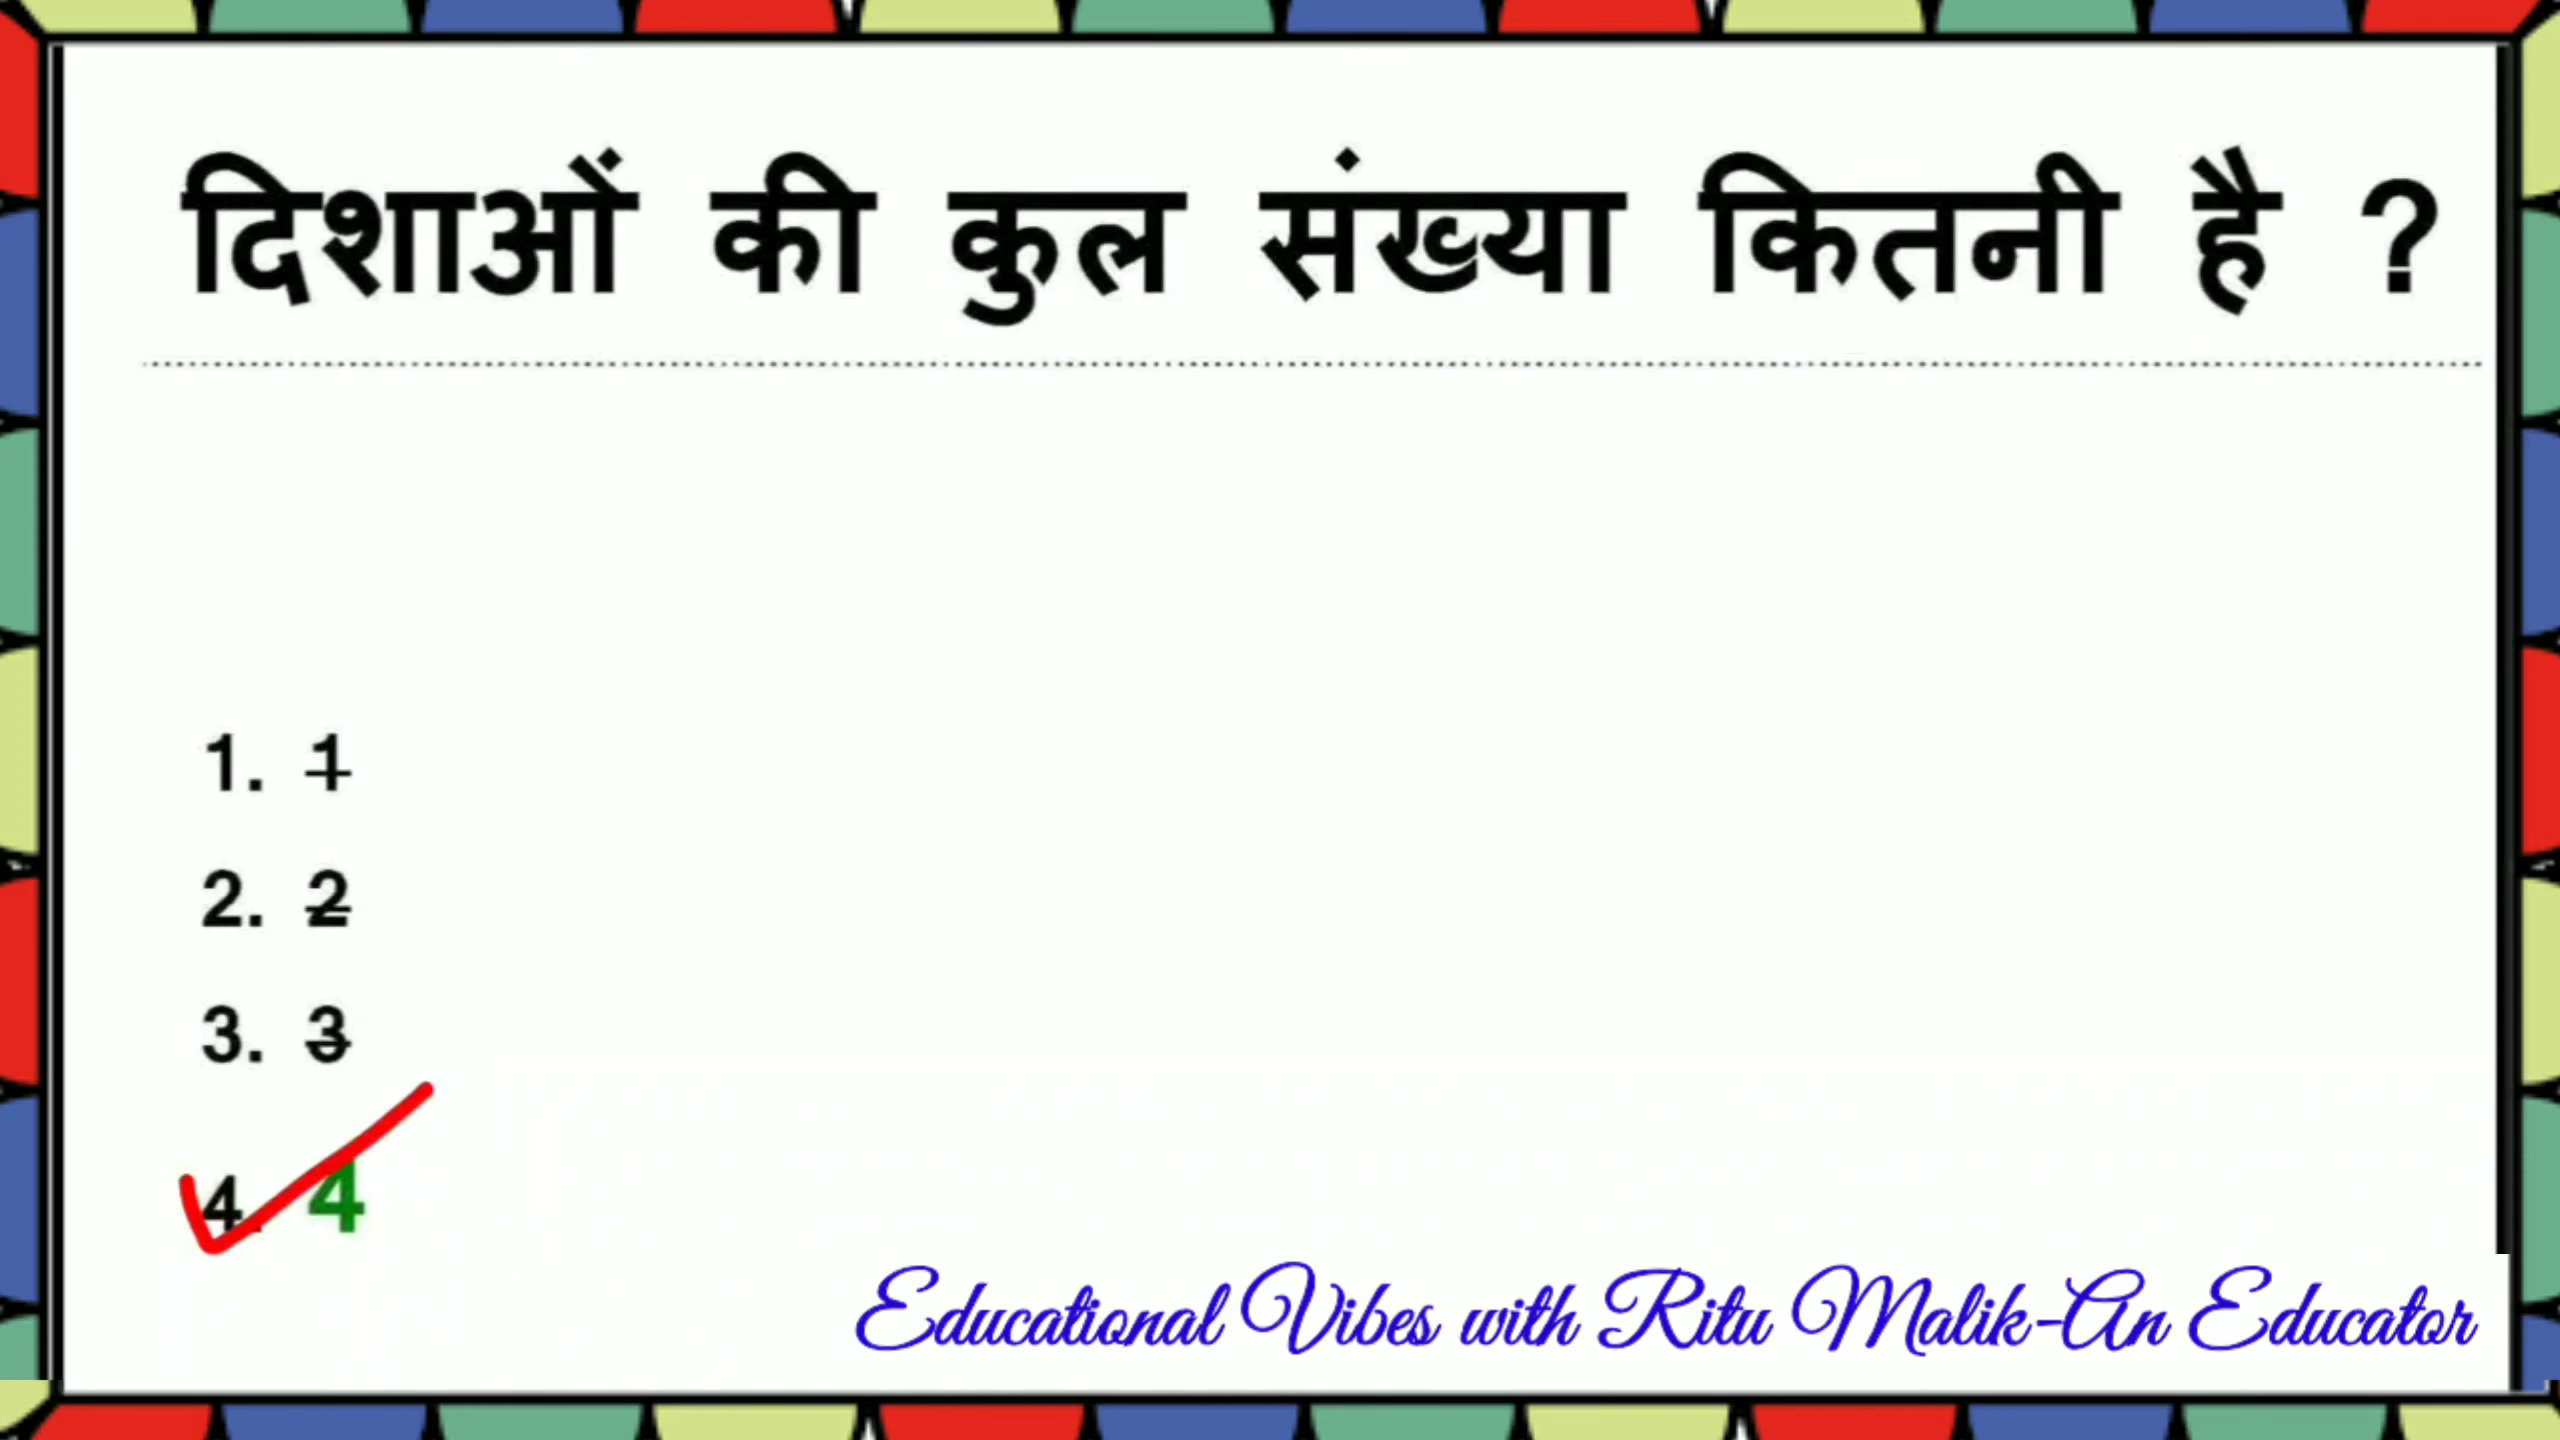 दिशाओं की कुल संख्या कितनी है ?
1. 1
2. 2
3. 3
4. 4
Educational Vibes with Ritu Malik-An Educator